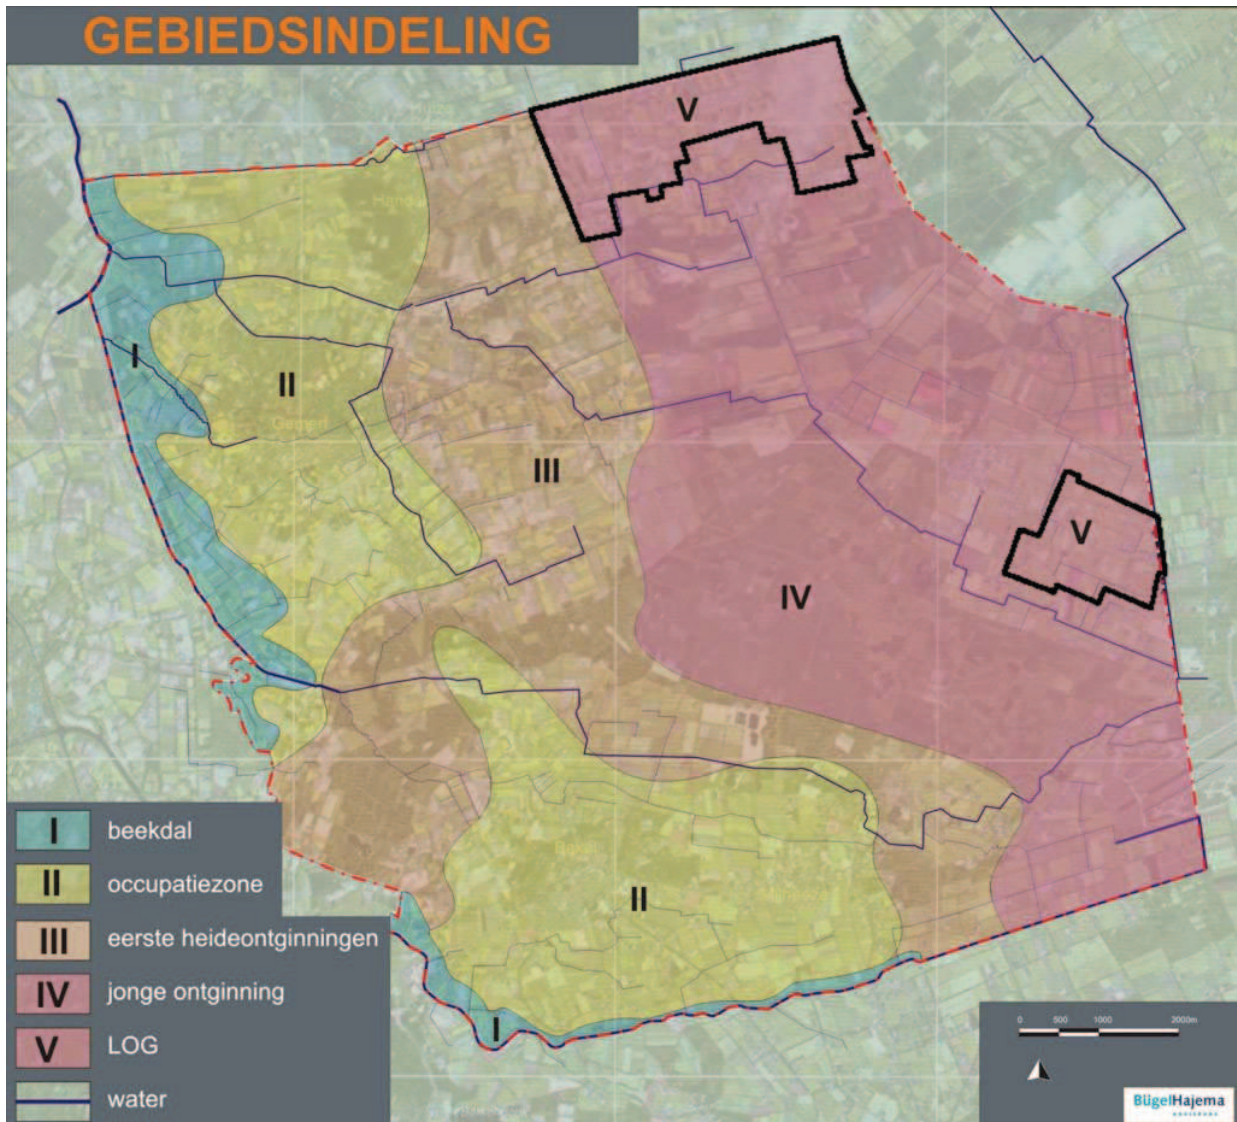 GEBIEDSINDELING
V
I
II
III
V
IV
II
I
I beekdal
II occupatiezone
III eerste heideontginningen
IV jonge ontginning
V LOG
water
0 500 1000 2000m
BügelHajema